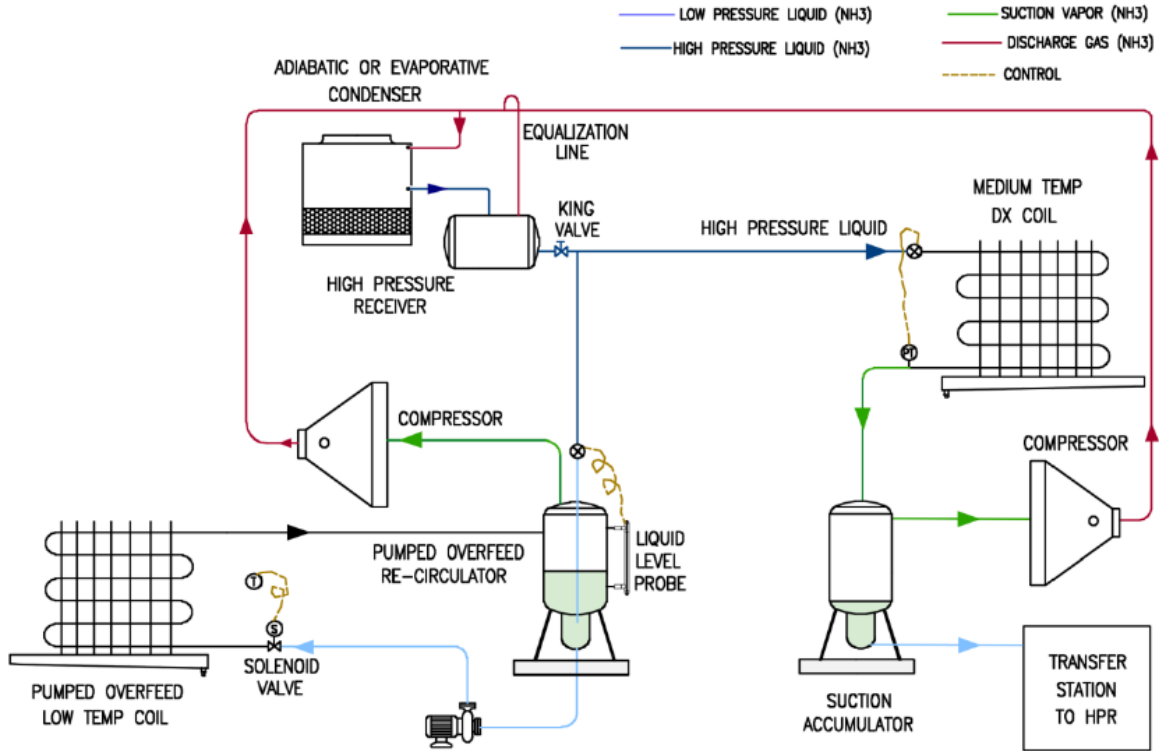 LOW PRESSURE LIQUID (NH3)
SUCTION VAPOR (NH3)
HIGH PRESSURE LIQUID (NH3)
DISCHARGE GAS (NH3)
CONTROL
ADIABATIC OR EVAPORATIVE
CONDENSER
EQUALIZATION
LINE
KING
VALVE
HIGH PRESSURE LIQUID
MEDIUM TEMP
DX COIL
HIGH PRESSURE
RECEIVER
PT
COMPRESSOR
COMPRESSOR
PUMPED OVERFEED
RE-CIRCULATOR
LIQUID
LEVEL
PROBE
T
S
SOLENOID
VALVE
PUMPED OVERFEED
LOW TEMP COIL
SUCTION
ACCUMULATOR
TRANSFER
STATION
TO HPR